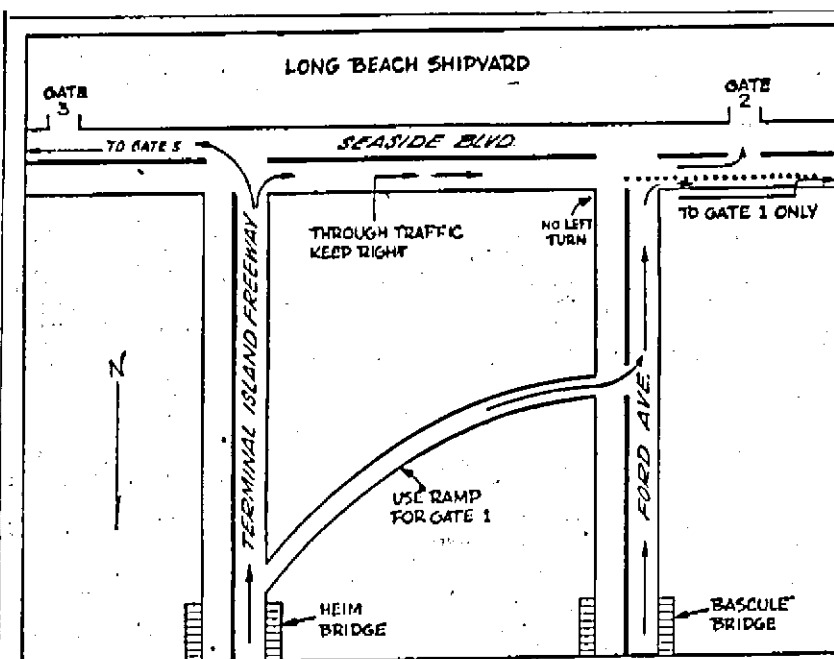 LONG BEACH SHIPYARD
GATE
3
GATE
2
TO GATE 5
SEASIDE BLVD.
THROUGH TRAFFIC
KEEP RIGHT
NO LEFT
TURN
TO GATE 1 ONLY
TERMINAL ISLAND FREEWAY
N
FORD AVE.
USE RAMP
FOR GATE 1
HEIM
BRIDGE
BASCULE
BRIDGE